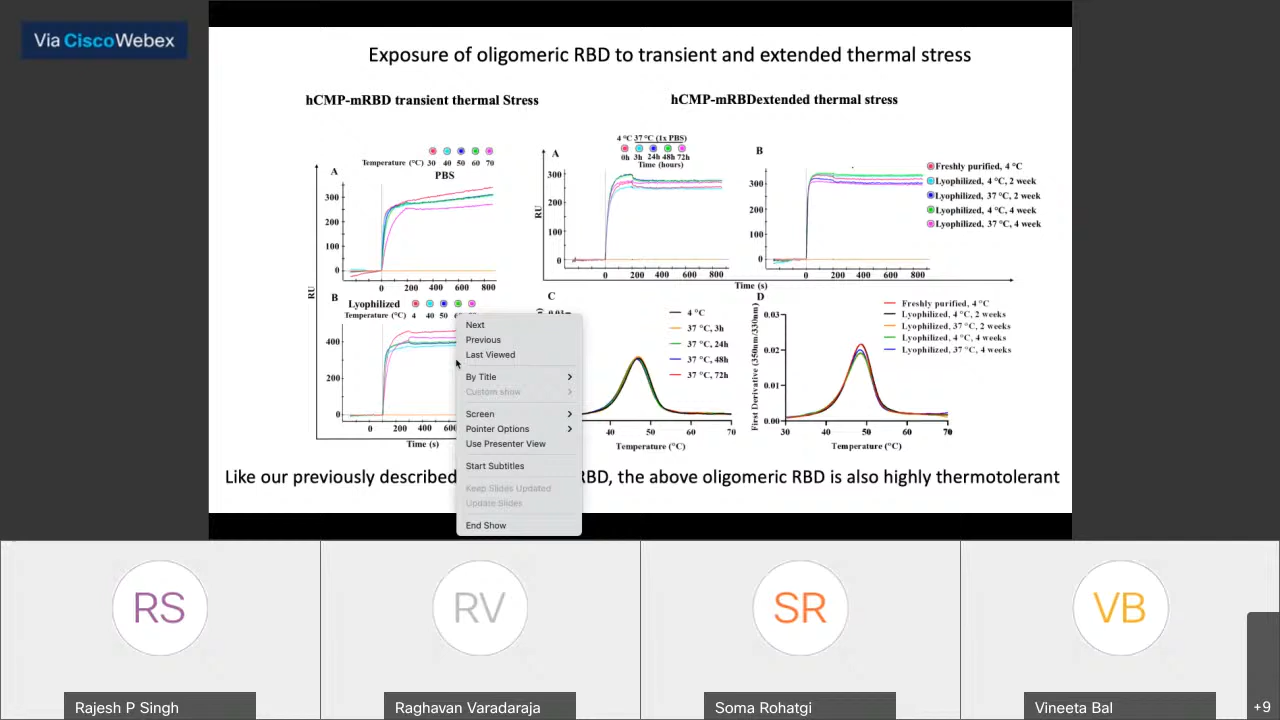 Via Cisco Webex
Exposure of oligomeric RBD to transient and extended thermal stress
hCMP-mRBD transient thermal Stress
hCMP-mRBDextended thermal stress
Temperature (°C) 30 40 50 60 70
A
PBS
300
200
100
0
0 200 400 600 800
RU
B
Lyophilized
Temperature (°C) 4 40 50 60 70
400
200
0
0 200 400
Time (s)
4 °C 37 °C (1x PBS)
0h 3h 24h 48h 72h
Time (hours)
A
RU
300
200
100
0
0 200 400 600 800
B
300
200
100
0
0 200 400 600 800
Time (s)
Freshly purified, 4 °C
Lyophilized, 4 °C, 2 week
Lyophilized, 37 °C, 2 week
Lyophilized, 4 °C, 4 week
Lyophilized, 37 °C, 4 week
C
4 °C
37 °C, 3h
37 °C, 24h
37 °C, 48h
37 °C, 72h
40 50 60 70
Temperature (°C)
D
First Derivative (350nm/330nm)
0.03
0.02
0.01
0.00
30 40 50 60 70
Temperature (°C)
Freshly purified, 4 °C
Lyophilized, 4 °C, 2 weeks
Lyophilized, 37 °C, 2 weeks
Lyophilized, 4 °C, 4 weeks
Lyophilized, 37 °C, 4 weeks
Next
Previous
Last Viewed
By Title
Custom show
Screen
Pointer Options
Use Presenter View
Start Subtitles
Keep Slides Updated
Update Slides
End Show
Like our previously described RBD, the above oligomeric RBD is also highly thermotolerant
RS
RV
SR
VB
Rajesh P Singh
Raghavan Varadaraja
Soma Rohatgi
Vineeta Bal
+9